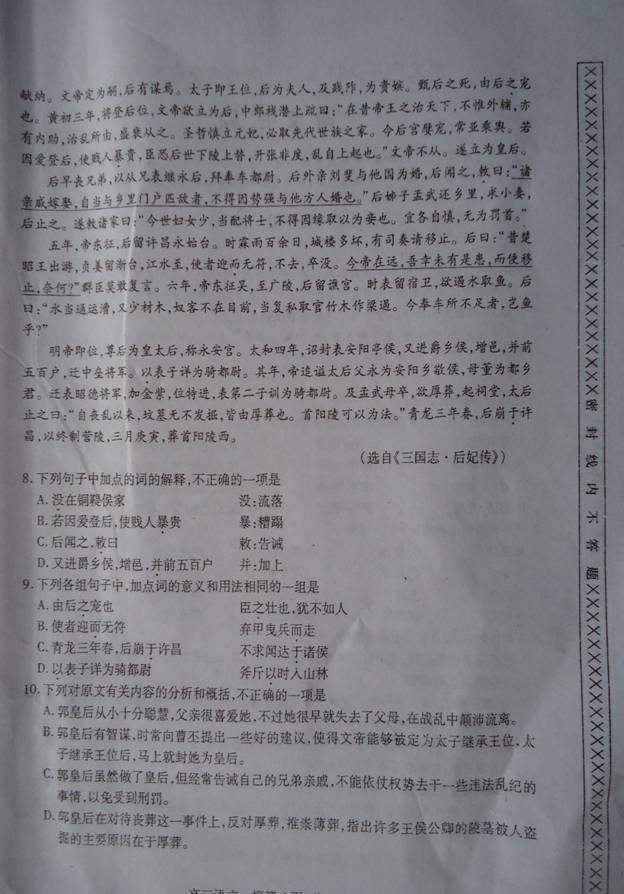 献纳。文帝定为嗣,后有谋焉。太子即王位,后为夫人,及践阼,为贵嫔。甄后之死,由后之宠
也。黄初三年,将登后位,文帝欲立为后,中郎栈潜上疏曰:“在昔帝王之治天下,不惟外辅,亦
有内助,治乱所由,盛衰从之。圣哲慎立元妃,必取先代世族之家。今后宫嬖宠,常亚乘舆。若
因爱登后,使贱人暴贵,臣恐后世下陵上替,开张非度,乱自上起也。”文帝不从。遂立为皇后。
后早丧兄弟,以从兄表继永后,拜奉车都尉。后外亲刘斐与他国为婚,后闻之,敕曰:“诸
亲戚嫁娶,自当与乡里门户匹敌者,不得因势强与他方人婚也。”后姊子孟武还乡里,求小妻,
后止之。遂敕诸家曰:“今世妇女少,当配将士,不得因缘取以为妾也。宜各自慎,无为罚首。”
五年,帝东征,后留许昌永始台。时霖雨百余日,城楼多坏,有司奏请移止。后曰:“昔楚
昭王出游,贞姜留渐台,江水至,使者迎而无符,不去,卒没。今帝在远,吾幸未有是患,而便移
止,奈何?”群臣莫敢复言。六年,帝东征吴,至广陵,后留谯宫。时表留宿卫,欲遏水取鱼。后
曰:“水当通运漕,又少材木,奴客不在目前,当复私取官竹木作梁遏。今奉车所不足者,岂鱼
乎?”
明帝即位,尊后为皇太后,称永安宫。太和四年,诏封表安阳亭侯,又进爵乡侯,增邑,并前
五百户,迁中垒将军。以表子详为骑都尉。其年,帝追谥太后父永为安阳乡敬侯,母董为都乡
君。迁表昭德将军,加金紫,位特进,表第二子训为骑都尉。及孟武母卒,欲厚葬,起祠堂,太后
止之曰:“自丧乱以来,坟墓无不发掘,皆由厚葬也。首阳陵可以为法。”青龙三年春,后崩于许
昌,以终制营陵,三月庚寅,葬首阳陵西。
(选自《三国志·后妃传》)
8.下列句子中加点的词的解释,不正确的一项是
A.没在铜鞮侯家 没:流落
B.若因爱登后,使贱人暴贵 暴:糟蹋
C.后闻之,敕曰 敕:告诫
D.又进爵乡侯,增邑,并前五百户 并:加上
9.下列各组句子中,加点词的意义和用法相同的一组是
A.由后之宠也 臣之壮也,犹不如人
B.使者迎而无符 弃甲曳兵而走
C.青龙三年春,后崩于许昌 不求闻达于诸侯
D.以表子详为骑都尉 斧斤以时入山林
10.下列对原文有关内容的分析和概括,不正确的一项是
A.郭皇后从小十分聪慧,父亲很喜爱她,不过她很早就失去了父母,在战乱中颠沛流离。
B.郭皇后有智谋,时常向曹丕提出一些好的建议,使得文帝能够被定为太子继承王位,太
子继承王位后,马上就封她为皇后。
C.郭皇后虽然做了皇后,但经常告诫自己的兄弟亲戚,不能依仗权势去干一些违法乱纪的
事情,以免受到刑罚。
D.郭皇后在对待丧葬这一事件上,反对厚葬,推崇薄葬,指出许多王侯公卿的陵墓被人盗
掘的主要原因在于厚葬。
密封线内不答题